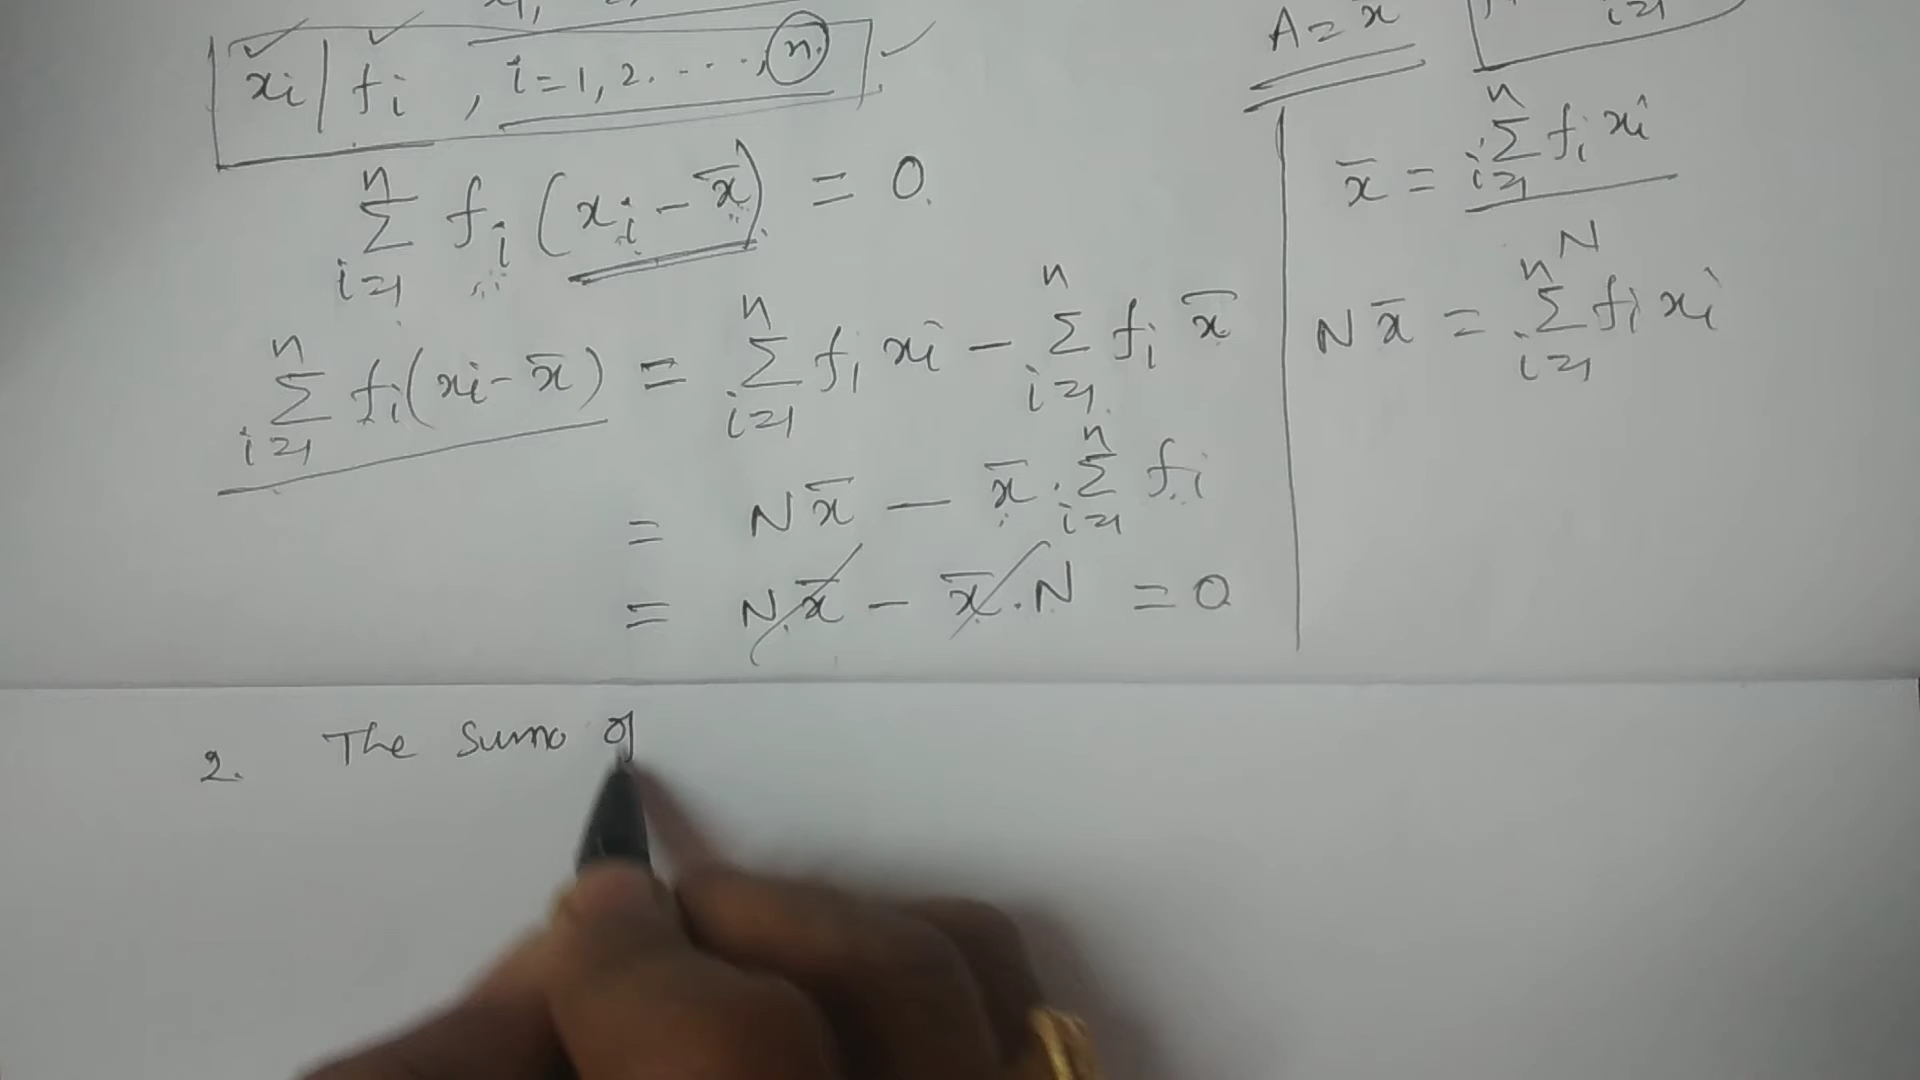 A = x̄
xi | fi , i = 1, 2. . . . ., n.
n Σ i=1 fi (xi - x̄) = 0.
n Σ i=1 fi (xi - x̄) = n Σ i=1 fi xi - n Σ i=1 fi x̄
= N x̄ - x̄ . n Σ i=1 fi
= N. x̄ - x̄ . N = 0
x̄ = n Σ i=1 fi xi / N
N x̄ = n Σ i=1 fi xi
2. The Sum of